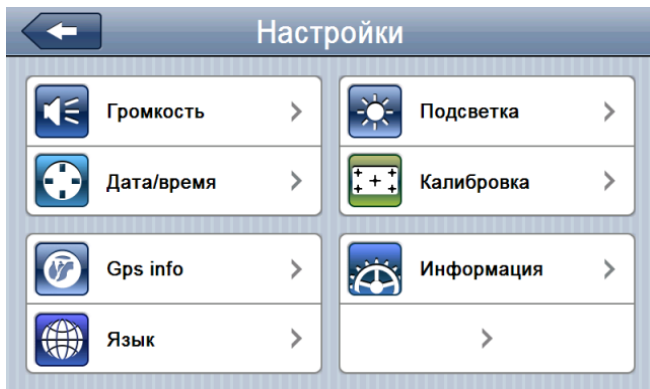 Настройки
Громкость
Подсветка
Дата/время
Калибровка
Gps info
Информация
Язык